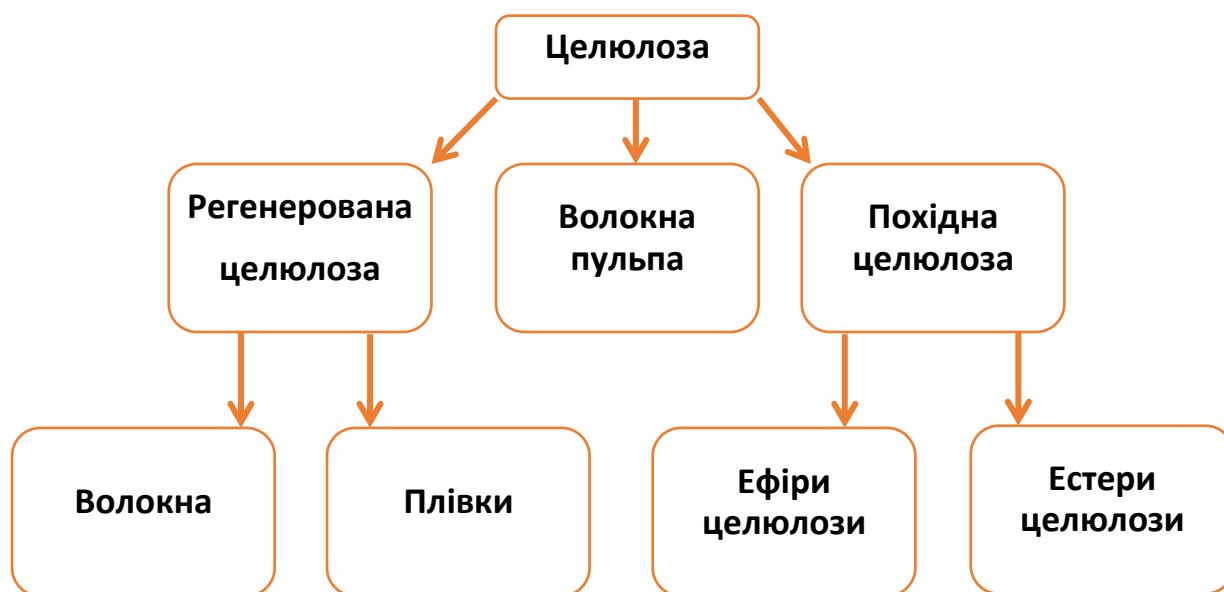 Целюлоза
Регенерована
целюлоза
Волокна
пульпа
Похідна
целюлоза
Волокна
Плівки
Ефіри
целюлози
Естери
целюлози